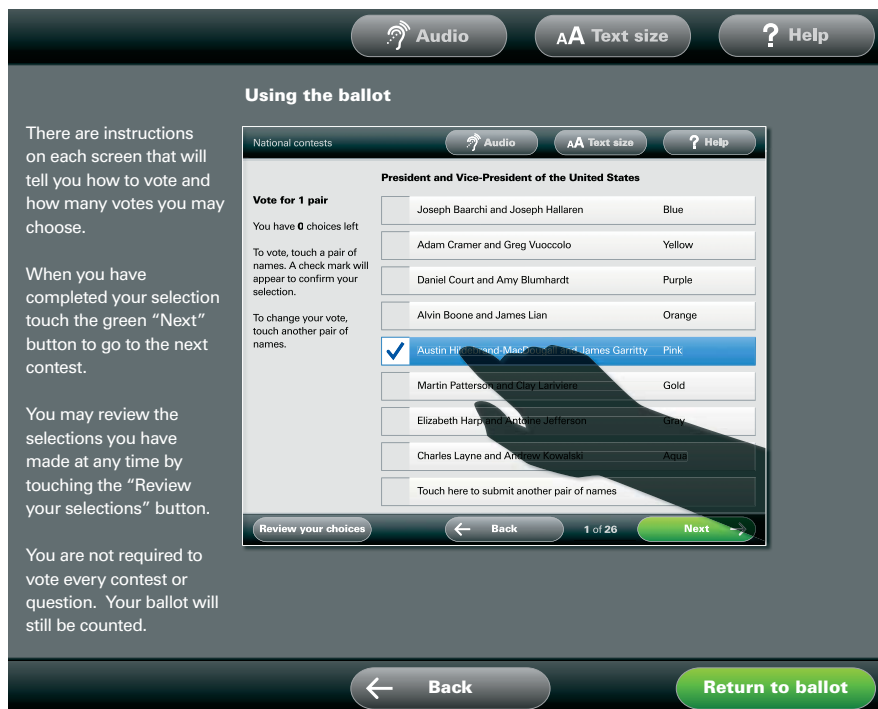 Audio
AA Text size
? Help
Using the ballot
There are instructions
on each screen that will
tell you how to vote and
how many votes you may
choose.
When you have
completed your selection
touch the green “Next”
button to go to the next
contest.
You may review the
selections you have
made at any time by
touching the “Review
your selections” button.
You are not required to
vote every contest or
question. Your ballot will
still be counted.
National contests
Audio
AA Text size
? Help
President and Vice-President of the United States
Vote for 1 pair
You have 0 choices left
To vote, touch a pair of
names. A check mark will
appear to confirm your
selection.
To change your vote,
touch another pair of
names.
Joseph Baarchi and Joseph Hallaren Blue
Adam Cramer and Greg Vuoccolo Yellow
Daniel Court and Amy Blumhardt Purple
Alvin Boone and James Lian Orange
Austin Hildebrand-MacDougall and James Garritty Pink
Martin Patterson and Clay Lariviere Gold
Elizabeth Harp and Antoine Jefferson Gray
Charles Layne and Andrew Kowalski Aqua
Touch here to submit another pair of names
Review your choices
Back
1 of 26
Next
Back
Return to ballot